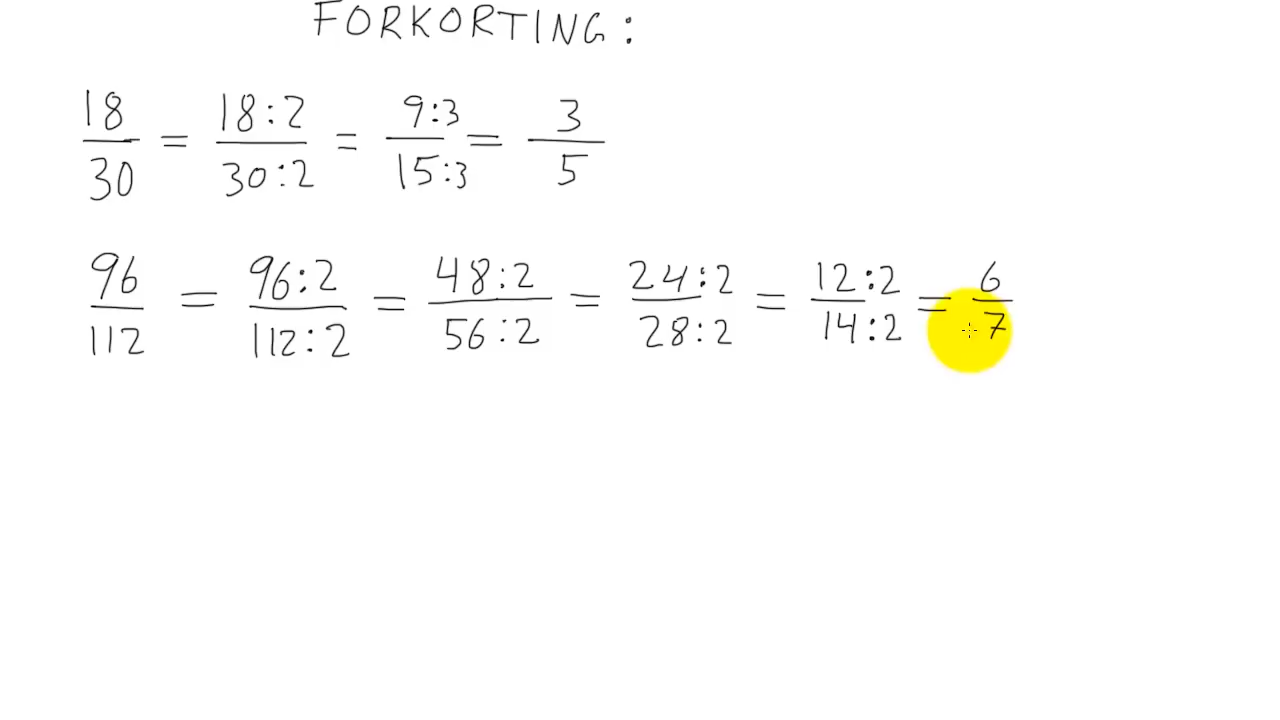 FORKORTING:
18/30 = 18:2/30:2 = 9:3/15:3 = 3/5
96/112 = 96:2/112:2 = 48:2/56:2 = 24:2/28:2 = 12:2/14:2 = 6/7